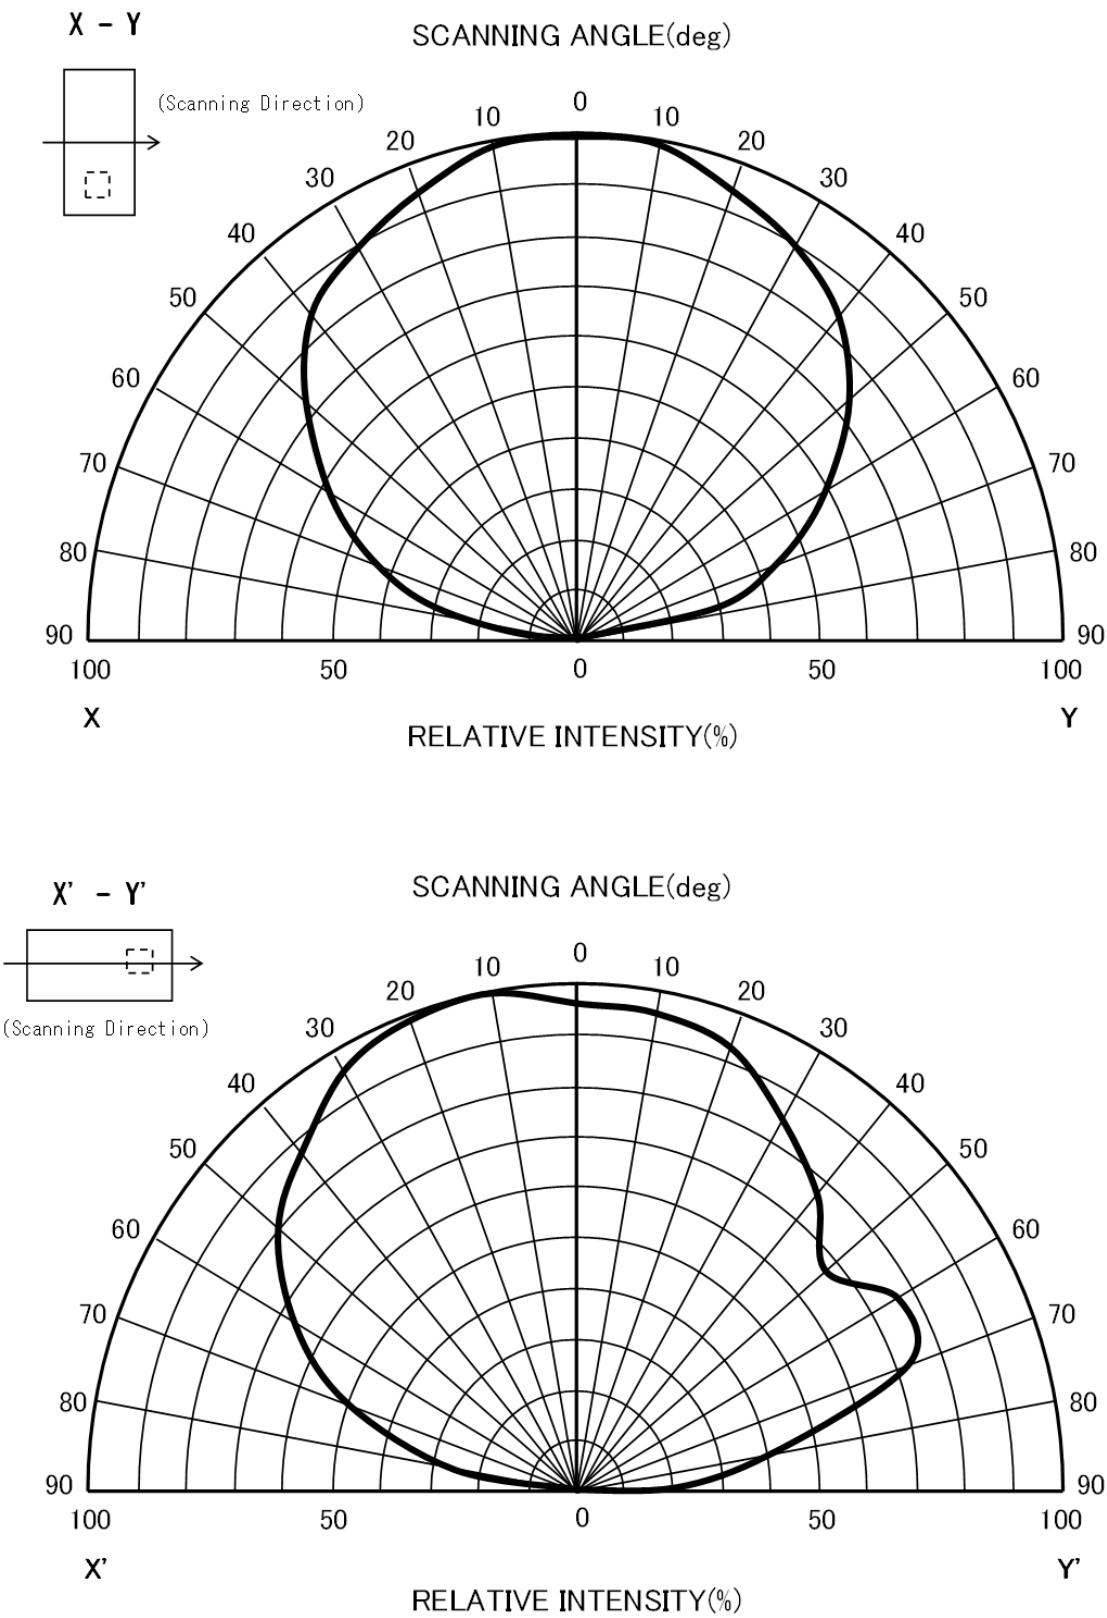 X - Y
SCANNING ANGLE(deg)
(Scanning Direction)
0
10 10
20 20
30 30
40 40
50 50
60 60
70 70
80 80
90 90
100 50 0 50 100
X Y
RELATIVE INTENSITY(%)
X' - Y'
SCANNING ANGLE(deg)
(Scanning Direction)
0
10 10
20 20
30 30
40 40
50 50
60 60
70 70
80 80
90 90
100 50 0 50 100
X' Y'
RELATIVE INTENSITY(%)